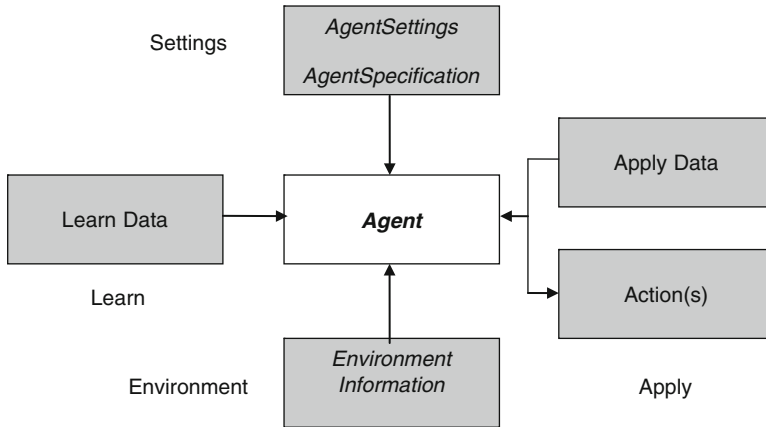 Settings
AgentSettings
AgentSpecification
Apply Data
Learn Data
Agent
Action(s)
Learn
Environment
Environment
Information
Apply